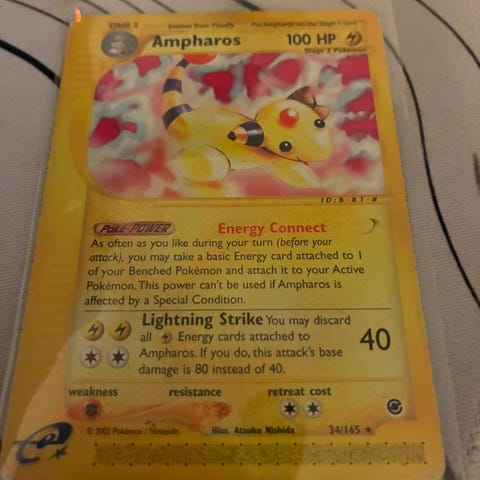 STAGE 2 Evolves from Flaaffy Put Ampharos on the Stage 1 card
Ampharos 100 HP
Stage 2 Pokémon
ID:B-81-#
Poké-POWER Energy Connect
As often as you like during your turn (before your
attack), you may take a basic Energy card attached to 1
of your Benched Pokémon and attach it to your Active
Pokémon. This power can't be used if Ampharos is
affected by a Special Condition.
Lightning Strike You may discard
all Energy cards attached to
Ampharos. If you do, this attack's base
damage is 80 instead of 40.
40
weakness resistance retreat cost
© 2002 Pokémon / Nintendo Illus. Atsuko Nishida 34/165 ★
e